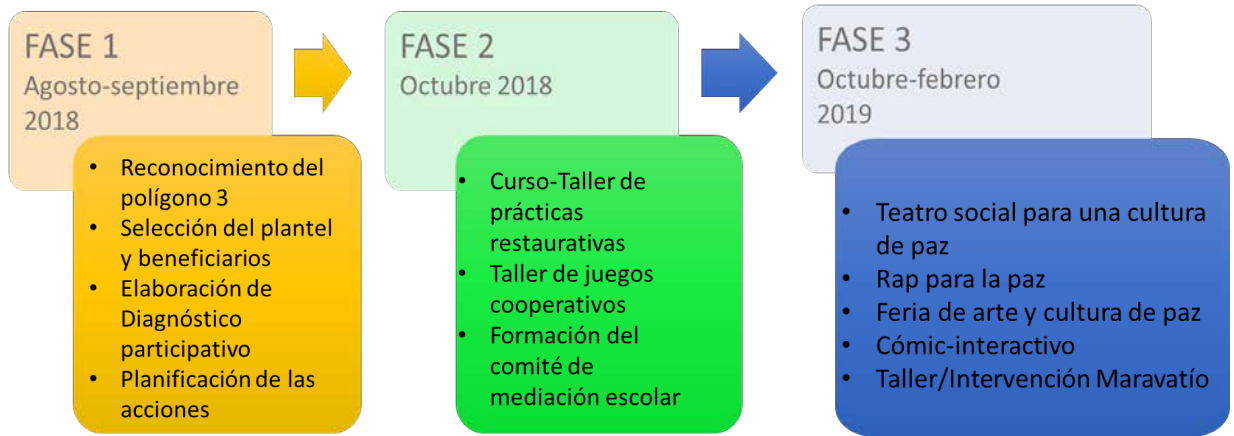 FASE 1
Agosto-septiembre
2018
• Reconocimiento del
polígono 3
• Selección del plantel
y beneficiarios
• Elaboración de
Diagnóstico
participativo
• Planificación de las
acciones
FASE 2
Octubre 2018
• Curso-Taller de
prácticas
restaurativas
• Taller de juegos
cooperativos
• Formación del
comité de
mediación escolar
FASE 3
Octubre-febrero
2019
• Teatro social para una cultura
de paz
• Rap para la paz
• Feria de arte y cultura de paz
• Cómic-interactivo
• Taller/Intervención Maravatío